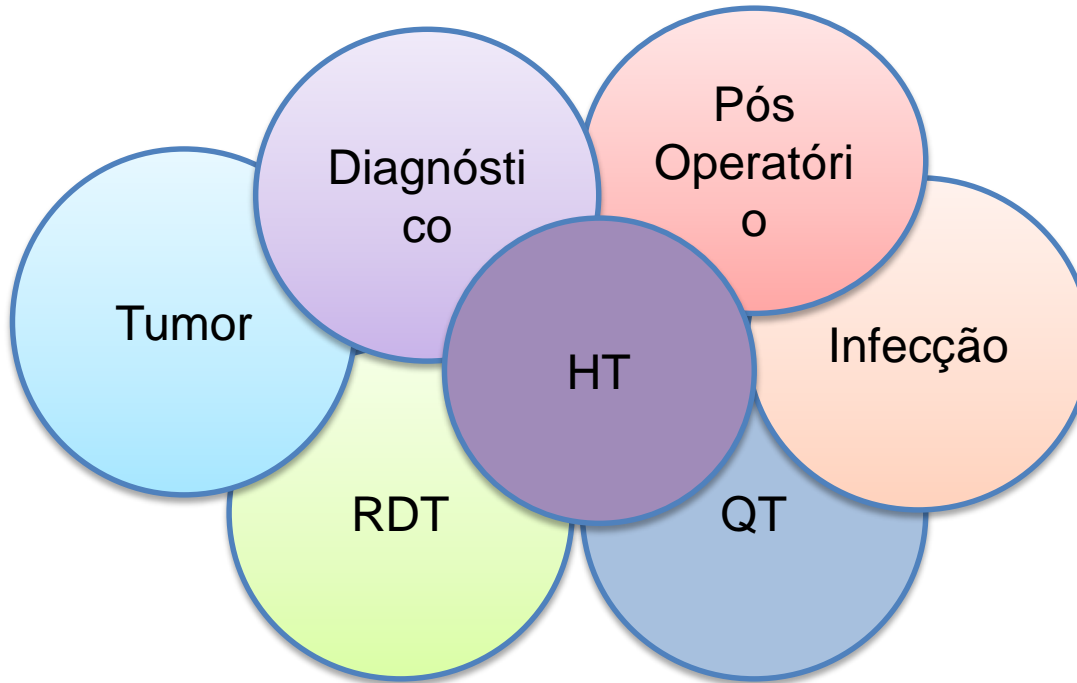 Diagnósti
co
Pós
Operatóri
o
Tumor
HT
Infecção
RDT
QT